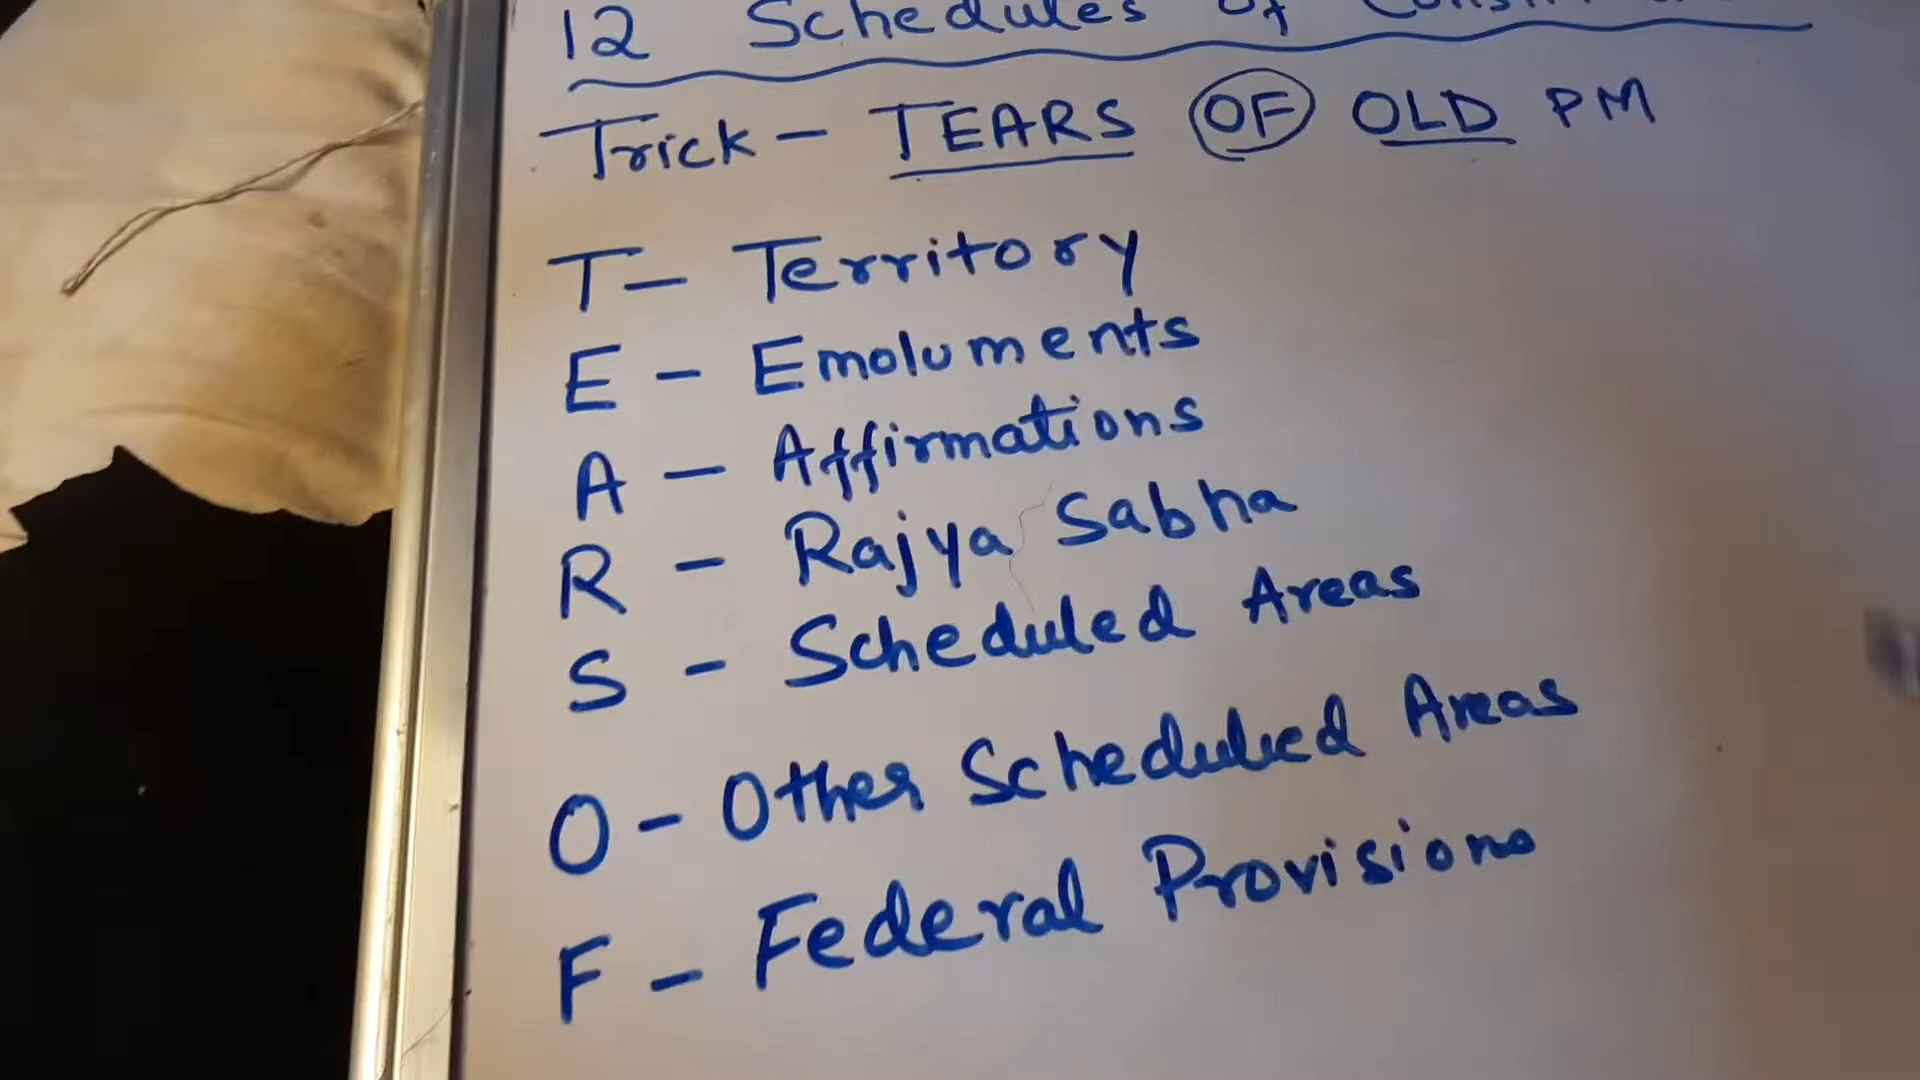 12 Schedules of
Trick - TEARS OF OLD PM
T- Territory
E - Emoluments
A - Affirmations
R - Rajya Sabha
S - Scheduled Areas
O - Other Scheduled Areas
F - Federal Provisions